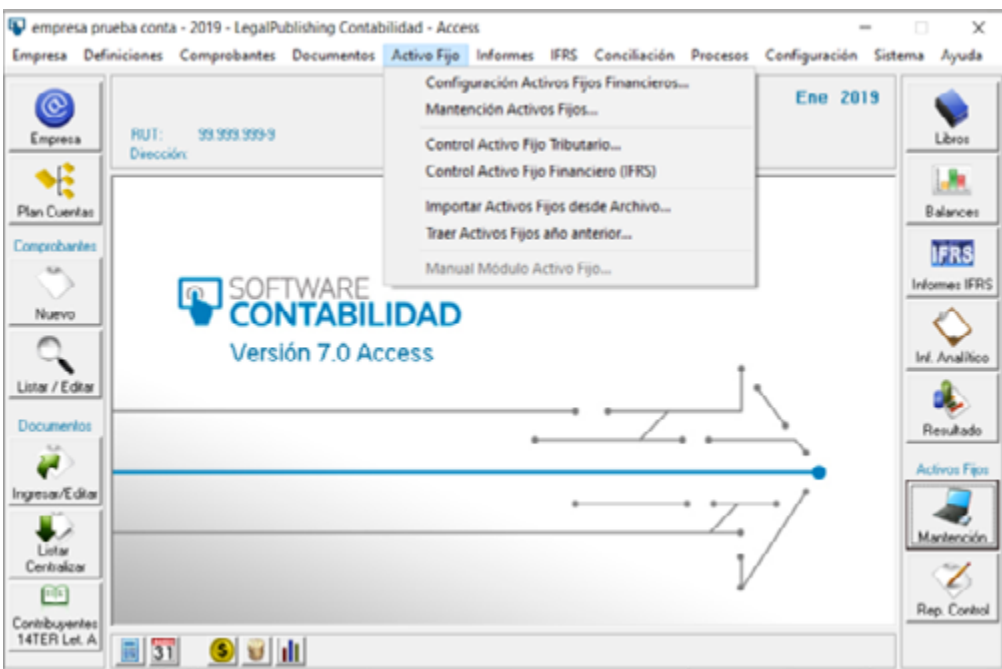 empresa prueba conta - 2019 - LegalPublishing Contabilidad - Access
Empresa Definiciones Comprobantes Documentos Activo Fijo Informes IFRS Conciliación Procesos Configuración Sistema Ayuda
Configuración Activos Fijos Financieros...
Mantención Activos Fijos...
Control Activo Fijo Tributario...
Control Activo Fijo Financiero (IFRS)
Importar Activos Fijos desde Archivo...
Traer Activos Fijos año anterior...
Manual Módulo Activo Fijo...
Ene 2019
RUT: 99.999.999-9
Dirección:
Empresa
Plan Cuentas
Comprobantes
Nuevo
Listar / Editar
Documentos
Ingresar/Editar
Listar
Centralizar
Contribuyentes
14TER Let. A
SOFTWARE
CONTABILIDAD
Versión 7.0 Access
31
$
Libros
Balances
IFRS
Informes IFRS
Inf. Analítico
Resultado
Activos Fijos
Mantención
Rep. Control